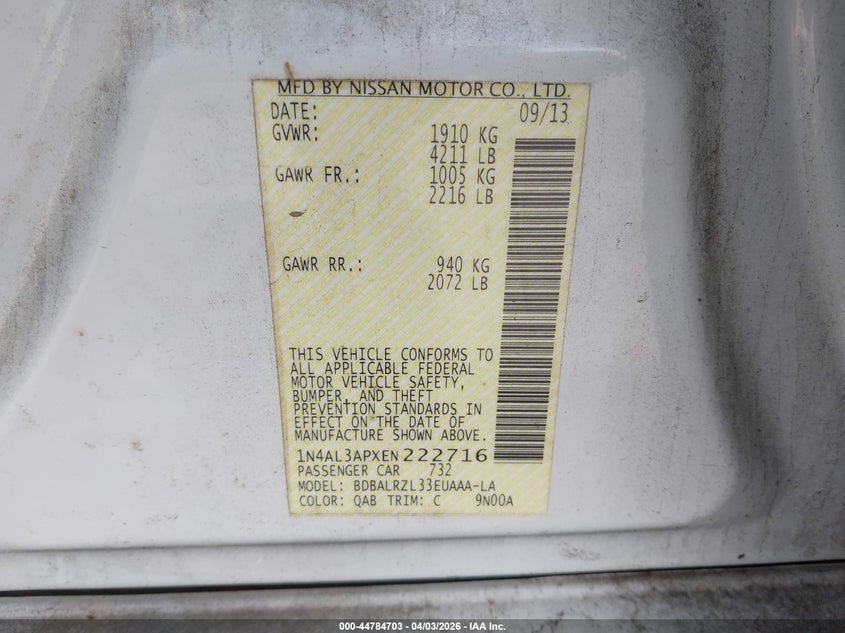 MFD BY NISSAN MOTOR CO., LTD.
DATE: 09/13
GVWR: 1910 KG
4211 LB
GAWR FR.: 1005 KG
2216 LB
GAWR RR.: 940 KG
2072 LB
THIS VEHICLE CONFORMS TO
ALL APPLICABLE FEDERAL
MOTOR VEHICLE SAFETY,
BUMPER, AND THEFT
PREVENTION STANDARDS IN
EFFECT ON THE DATE OF
MANUFACTURE SHOWN ABOVE.
1N4AL3APXEN222716
PASSENGER CAR 732
MODEL: BDBALRZL33EUAAA-LA
COLOR: QAB TRIM: C 9N00A
000-44784703 - 04/03/2026 - IAA Inc.